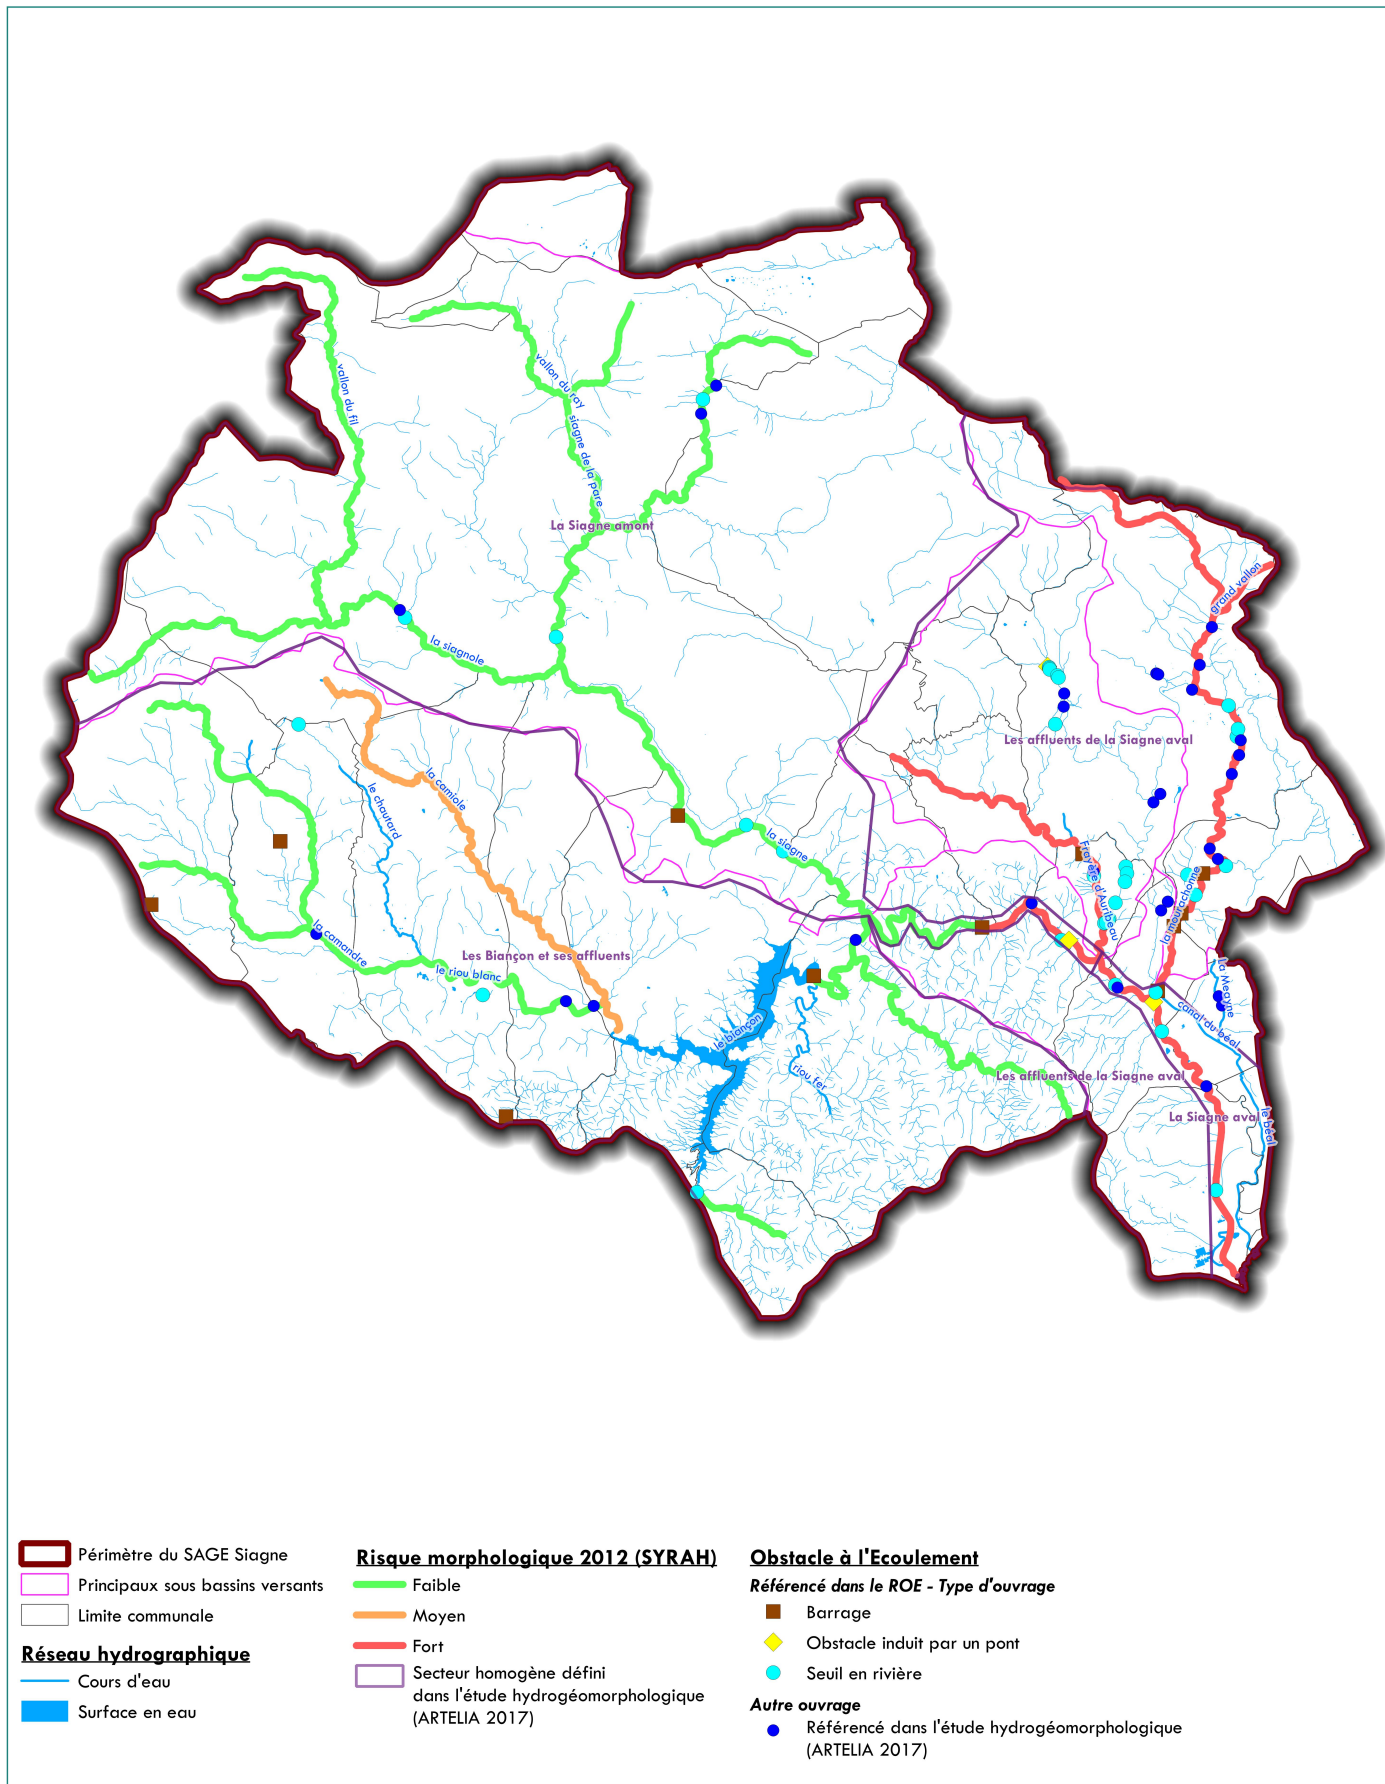 vallon du fil
vallon du raY
siagne de la pare
La Siagne amont
grand vallon
la siagnole
Les affluents de la Siagne aval
la camiole
le chautard
la siagne
Frayère d'Auribeau
la mourachonne
la camandre
Les Biançon et ses affluents
le riou blanc
La Meayne
canal du béal
le biançon
riou fer
Les affluents de la Siagne aval
La Siagne aval
le béal
Périmètre du SAGE Siagne
Principaux sous bassins versants
Limite communale
Réseau hydrographique
Cours d'eau
Surface en eau
Risque morphologique 2012 (SYRAH)
Faible
Moyen
Fort
Secteur homogène défini
dans l'étude hydrogéomorphologique
(ARTELIA 2017)
Obstacle à l'Ecoulement
Référencé dans le ROE - Type d'ouvrage
Barrage
Obstacle induit par un pont
Seuil en rivière
Autre ouvrage
Référencé dans l'étude hydrogéomorphologique
(ARTELIA 2017)